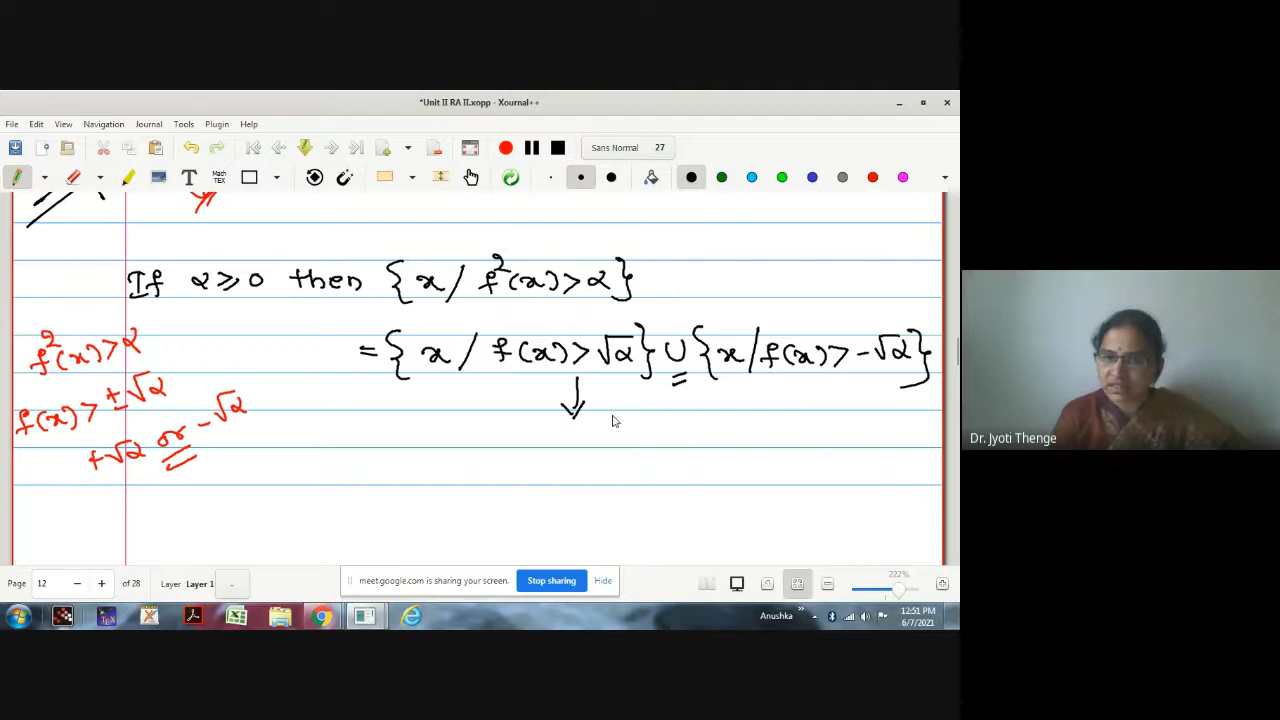 *Unit II RA II.xopp - Xournal++
File Edit View Navigation Journal Tools Plugin Help
Sans Normal 27
If α ≥ 0 then { x / f²(x) > α }
= { x / f(x) > √α } ∪ { x / f(x) > -√α }
f²(x) > α
f(x) > ±√α
+√α or -√α
Dr. Jyoti Thenge
meet.google.com is sharing your screen. Stop sharing Hide
Page 12 of 28 Layer Layer 1 222%
Anushka 12:51 PM
6/7/2021